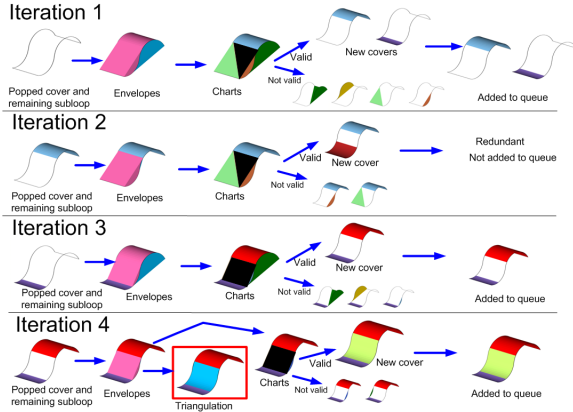 Iteration 1
Valid
New covers
Not valid
Popped cover and
remaining subloop
Envelopes
Charts
Added to queue
Iteration 2
Valid
New cover
Not valid
Redundant
Not added to queue
Popped cover and
remaining subloop
Envelopes
Charts
Iteration 3
Valid
New cover
Not valid
Popped cover and
remaining subloop
Envelopes
Charts
Added to queue
Iteration 4
Valid
New cover
Not valid
Popped cover and
remaining subloop
Envelopes
Triangulation
Charts
Added to queue